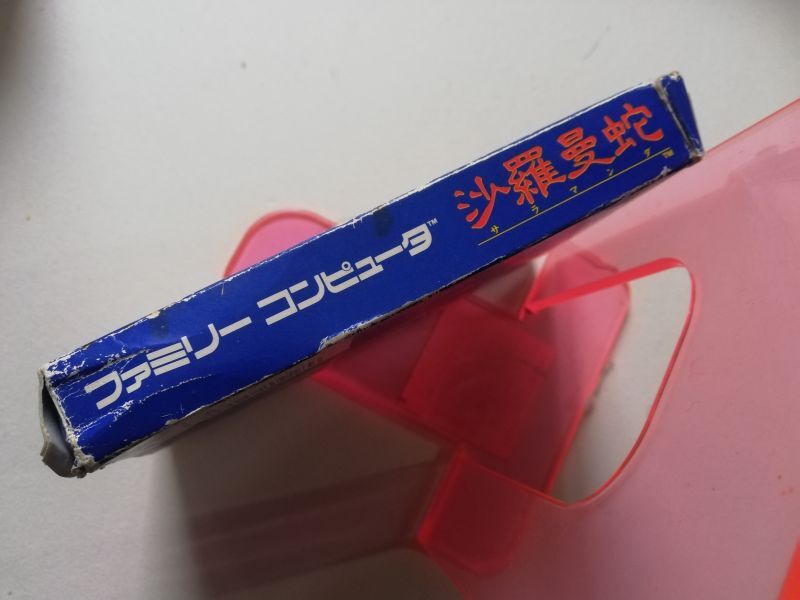 ファミリー コンピュータ™
沙羅曼蛇
サラマンダ™